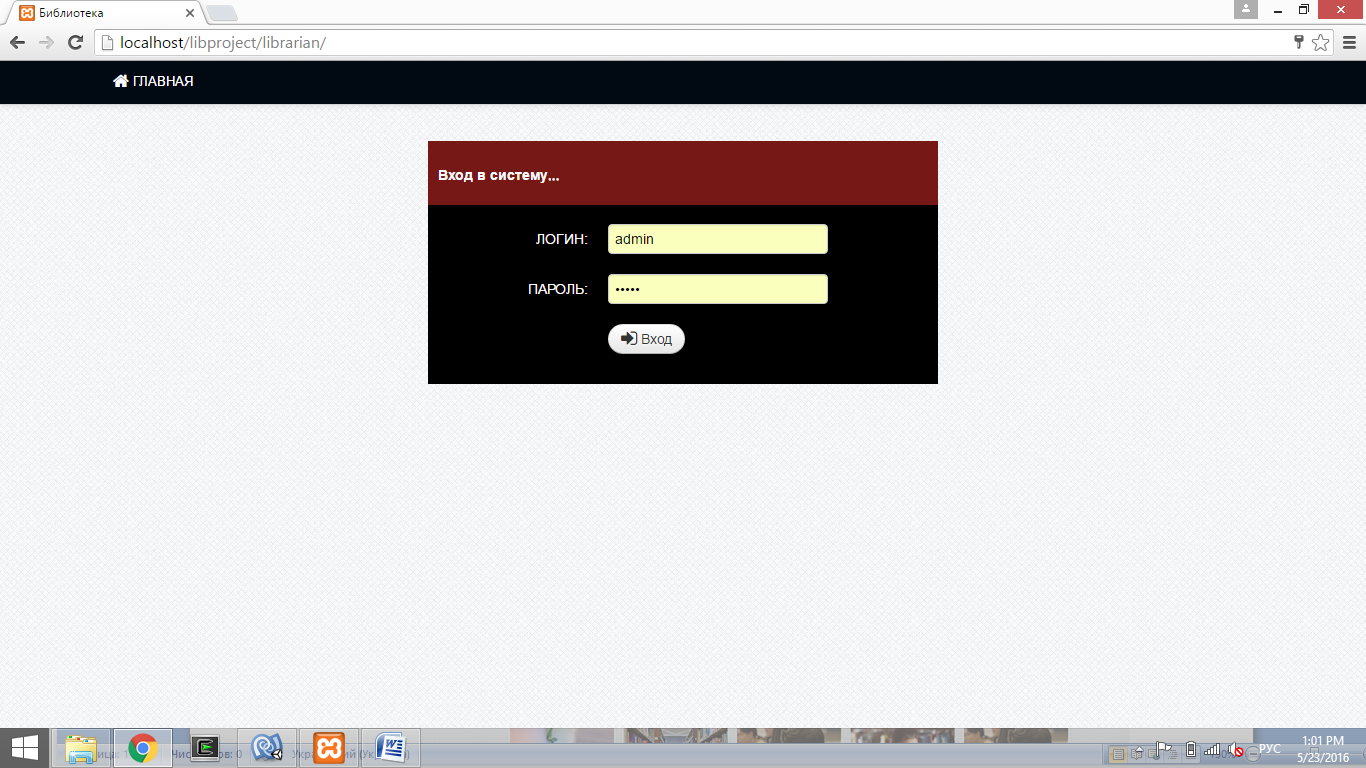 Библиотека
localhost/libproject/librarian/
ГЛАВНАЯ
Вход в систему...
ЛОГИН:
admin
ПАРОЛЬ:
•••••
Вход
РУС
1:01 PM
5/23/2016